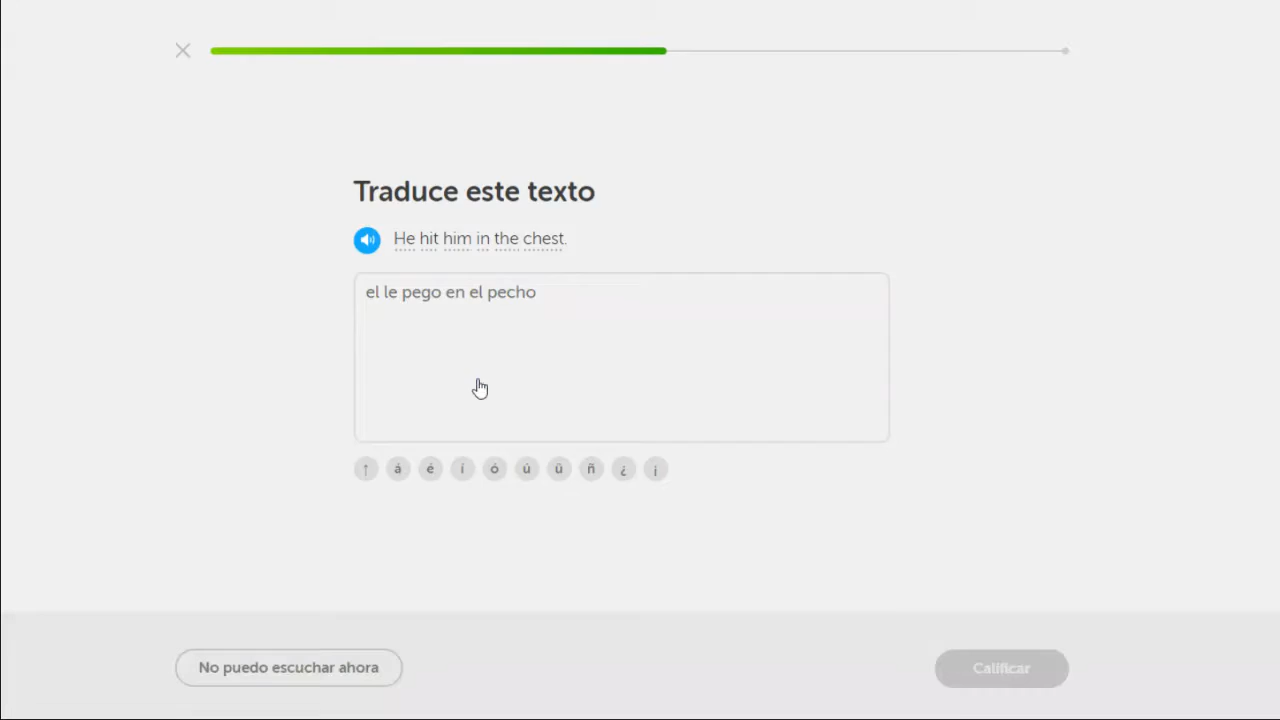 Traduce este texto
He hit him in the chest.
el le pego en el pecho
↑ á é í ó ú ü ñ ¿ ¡
No puedo escuchar ahora
Calificar